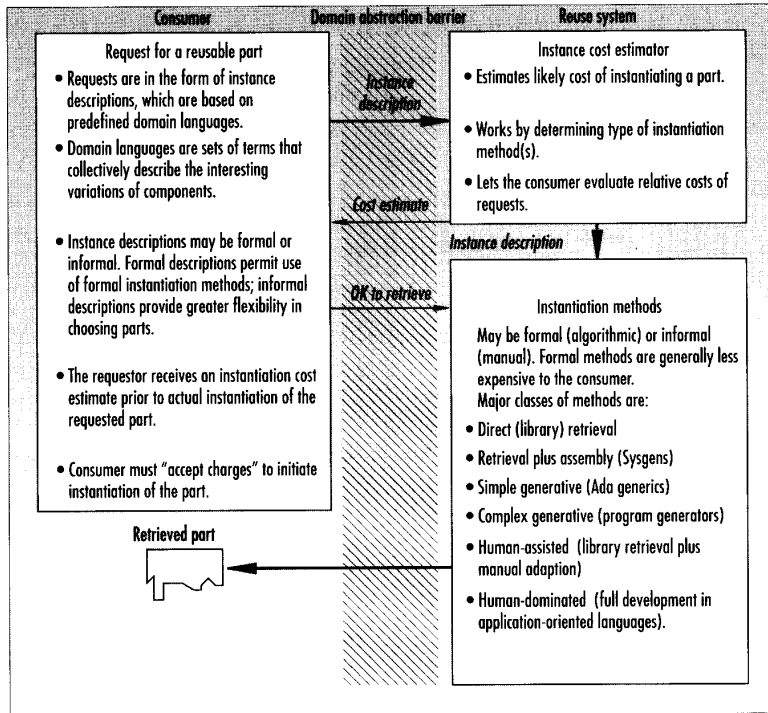 Consumer
Domain abstraction barrier
Reuse system
Request for a reusable part
• Requests are in the form of instance
descriptions, which are based on
predefined domain languages.
• Domain languages are sets of terms that
collectively describe the interesting
variations of components.
• Instance descriptions may be formal or
informal. Formal descriptions permit use
of formal instantiation methods; informal
descriptions provide greater flexibility in
choosing parts.
• The requestor receives an instantiation cost
estimate prior to actual instantiation of the
requested part.
• Consumer must "accept charges" to initiate
instantiation of the part.
Retrieved part
Instance
description
Cost estimate
OK to retrieve
Instance cost estimator
• Estimates likely cost of instantiating a part.
• Works by determining type of instantiation
method(s).
• Lets the consumer evaluate relative costs of
requests.
Instance description
Instantiation methods
May be formal (algorithmic) or informal
(manual). Formal methods are generally less
expensive to the consumer.
Major classes of methods are:
• Direct (library) retrieval
• Retrieval plus assembly (Sysgens)
• Simple generative (Ada generics)
• Complex generative (program generators)
• Human-assisted (library retrieval plus
manual adaption)
• Human-dominated (full development in
application-oriented languages).